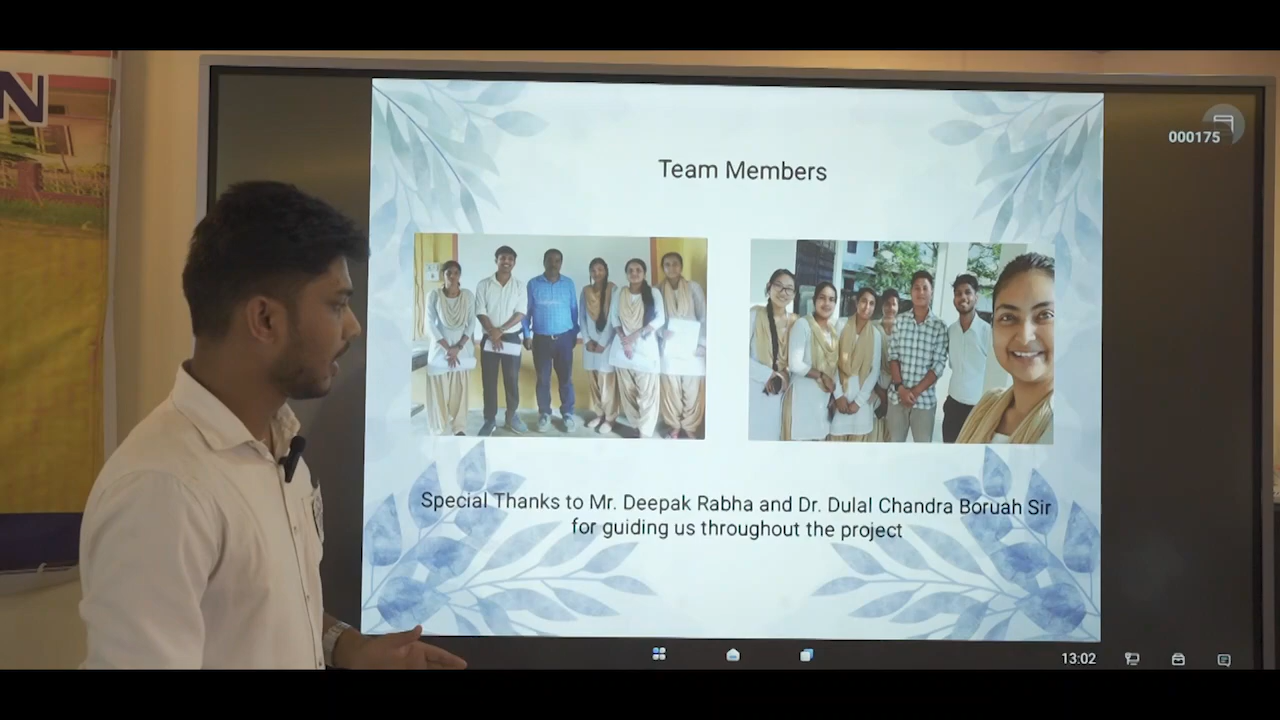 N
000175
Team Members
Special Thanks to Mr. Deepak Rabha and Dr. Dulal Chandra Boruah Sir
for guiding us throughout the project
13:02